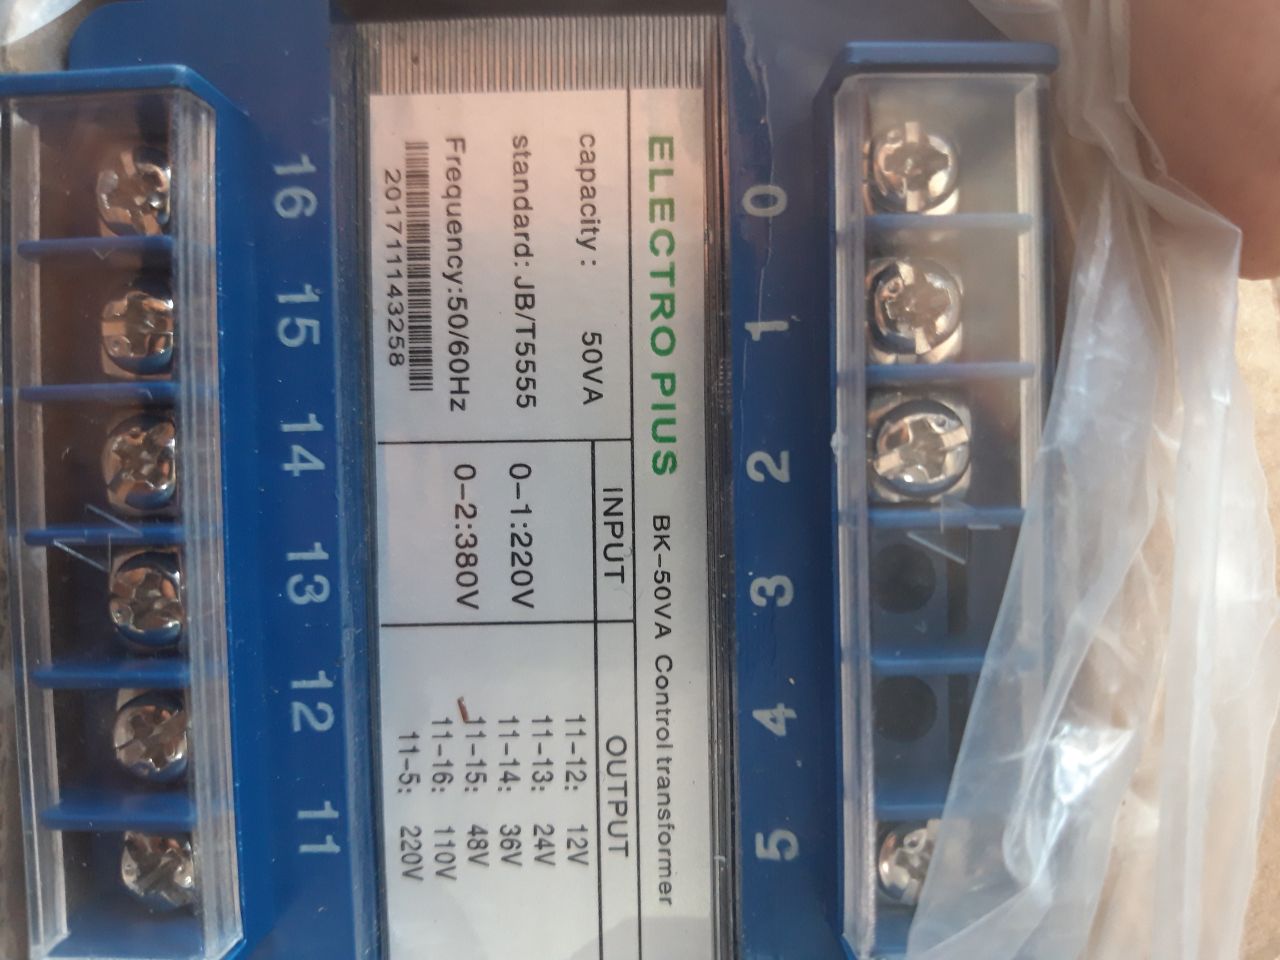 ELECTRO PIUS BK-50VA Control transformer
capacity: 50VA
standard: JB/T5555
Frequency:50/60Hz
201711143258
INPUT
0-1:220V
0-2:380V
OUTPUT
11-12: 12V
11-13: 24V
11-14: 36V
11-15: 48V
11-16: 110V
11-5: 220V
0 1 2 3 4 5
16 15 14 13 12 11